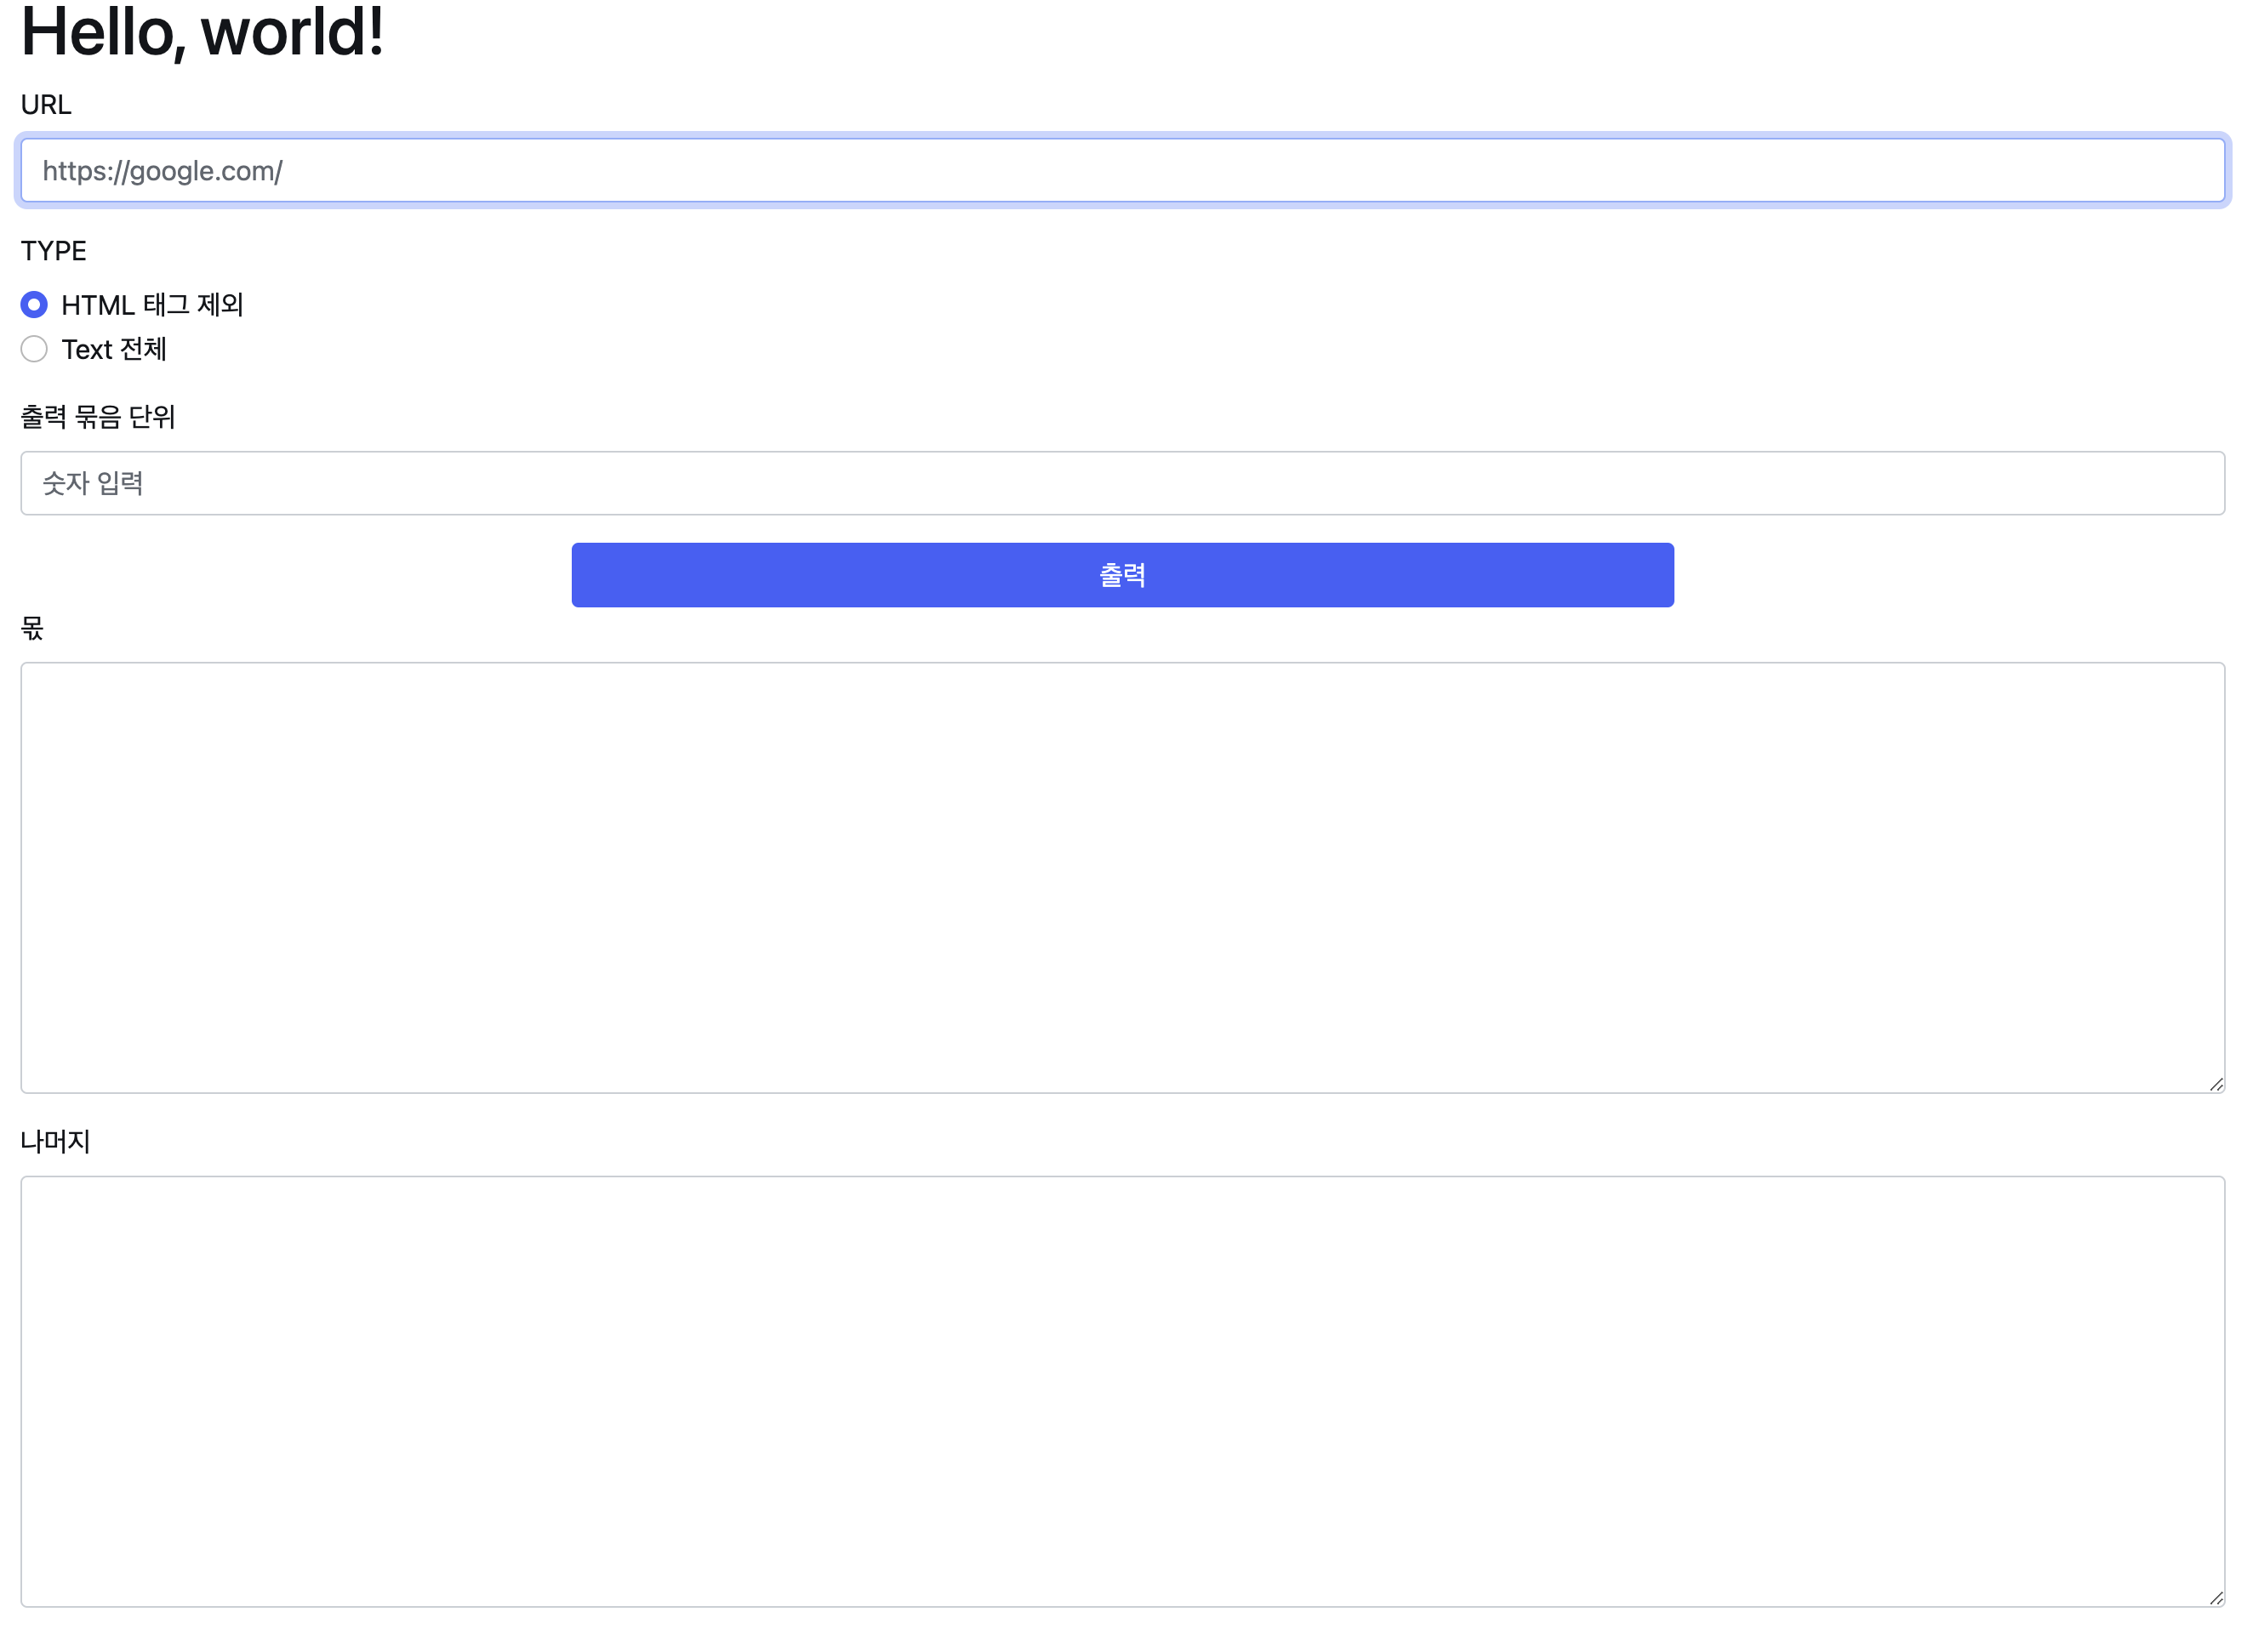 Hello, world!
URL
https://google.com/
TYPE
HTML 태그 제외
Text 전체
출력 묶음 단위
숫자 입력
출력
몫
나머지